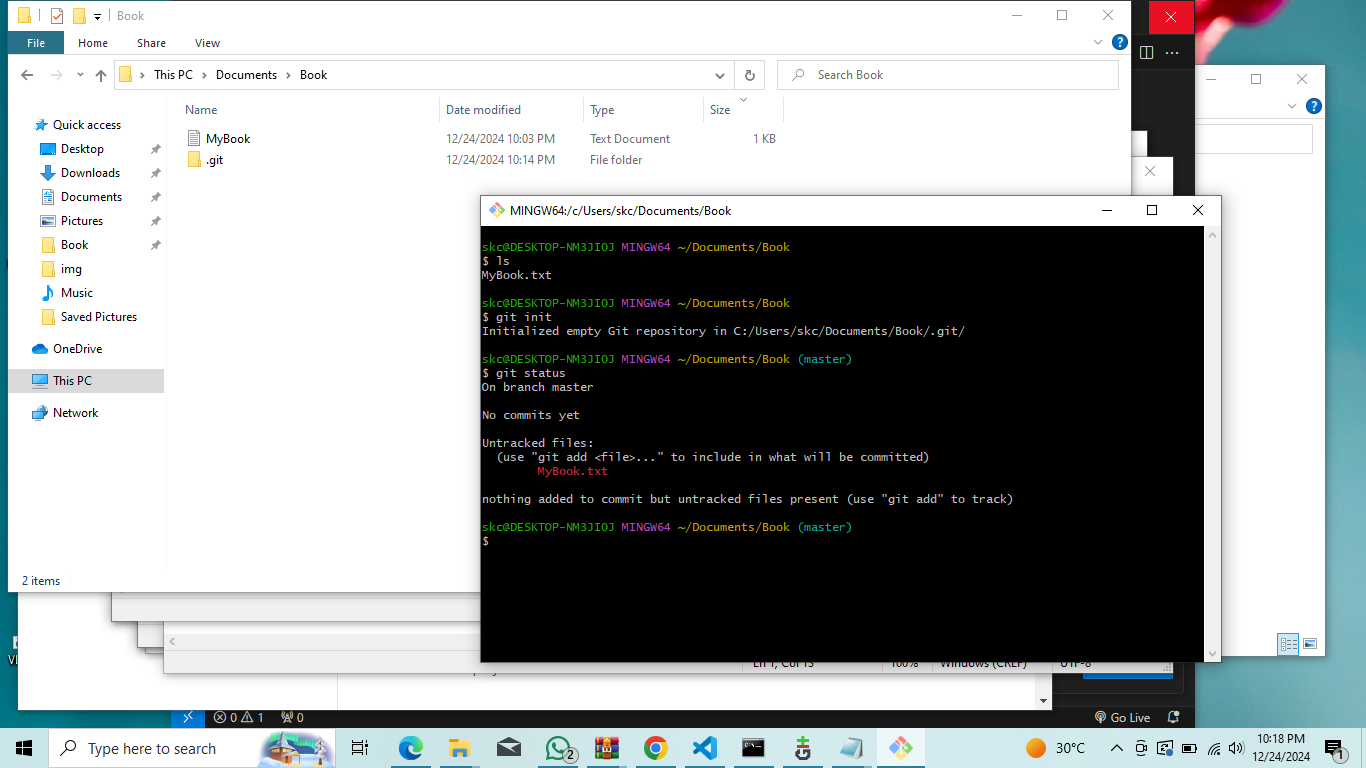 Book
File Home Share View
This PC Documents Book
Search Book
Name Date modified Type Size
MyBook 12/24/2024 10:03 PM Text Document 1 KB
.git 12/24/2024 10:14 PM File folder
Quick access
Desktop
Downloads
Documents
Pictures
Book
img
Music
Saved Pictures
OneDrive
This PC
Network
2 items
MINGW64:/c/Users/skc/Documents/Book
skc@DESKTOP-NM3JIOJ MINGW64 ~/Documents/Book
$ ls
MyBook.txt
skc@DESKTOP-NM3JIOJ MINGW64 ~/Documents/Book
$ git init
Initialized empty Git repository in C:/Users/skc/Documents/Book/.git/
skc@DESKTOP-NM3JIOJ MINGW64 ~/Documents/Book (master)
$ git status
On branch master
No commits yet
Untracked files:
(use "git add <file>..." to include in what will be committed)
MyBook.txt
nothing added to commit but untracked files present (use "git add" to track)
skc@DESKTOP-NM3JIOJ MINGW64 ~/Documents/Book (master)
$
Ln 1, Col 13 100% Windows (CRLF) UTF-8
0 1 0 Go Live
Type here to search
2
30°C
10:18 PM
12/24/2024
1